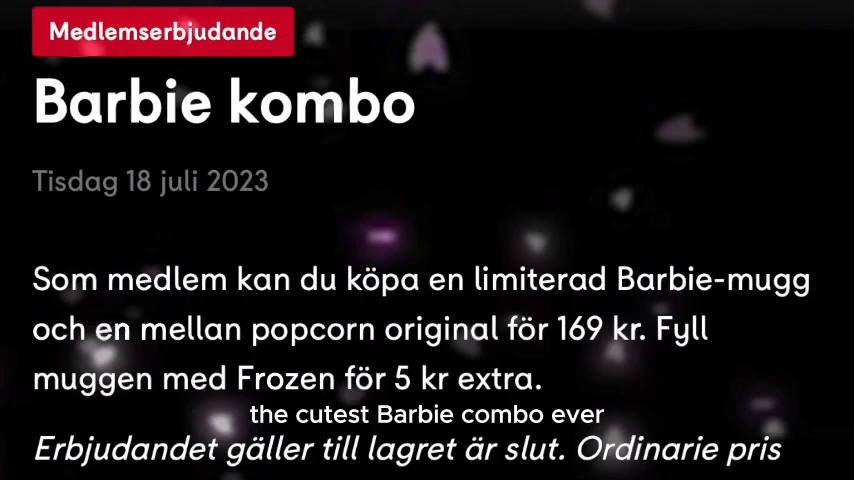 Medlemserbjudande
Barbie kombo
Tisdag 18 juli 2023
Som medlem kan du köpa en limiterad Barbie-mugg
och en mellan popcorn original för 169 kr. Fyll
muggen med Frozen för 5 kr extra.
the cutest Barbie combo ever
Erbjudandet gäller till lagret är slut. Ordinarie pris